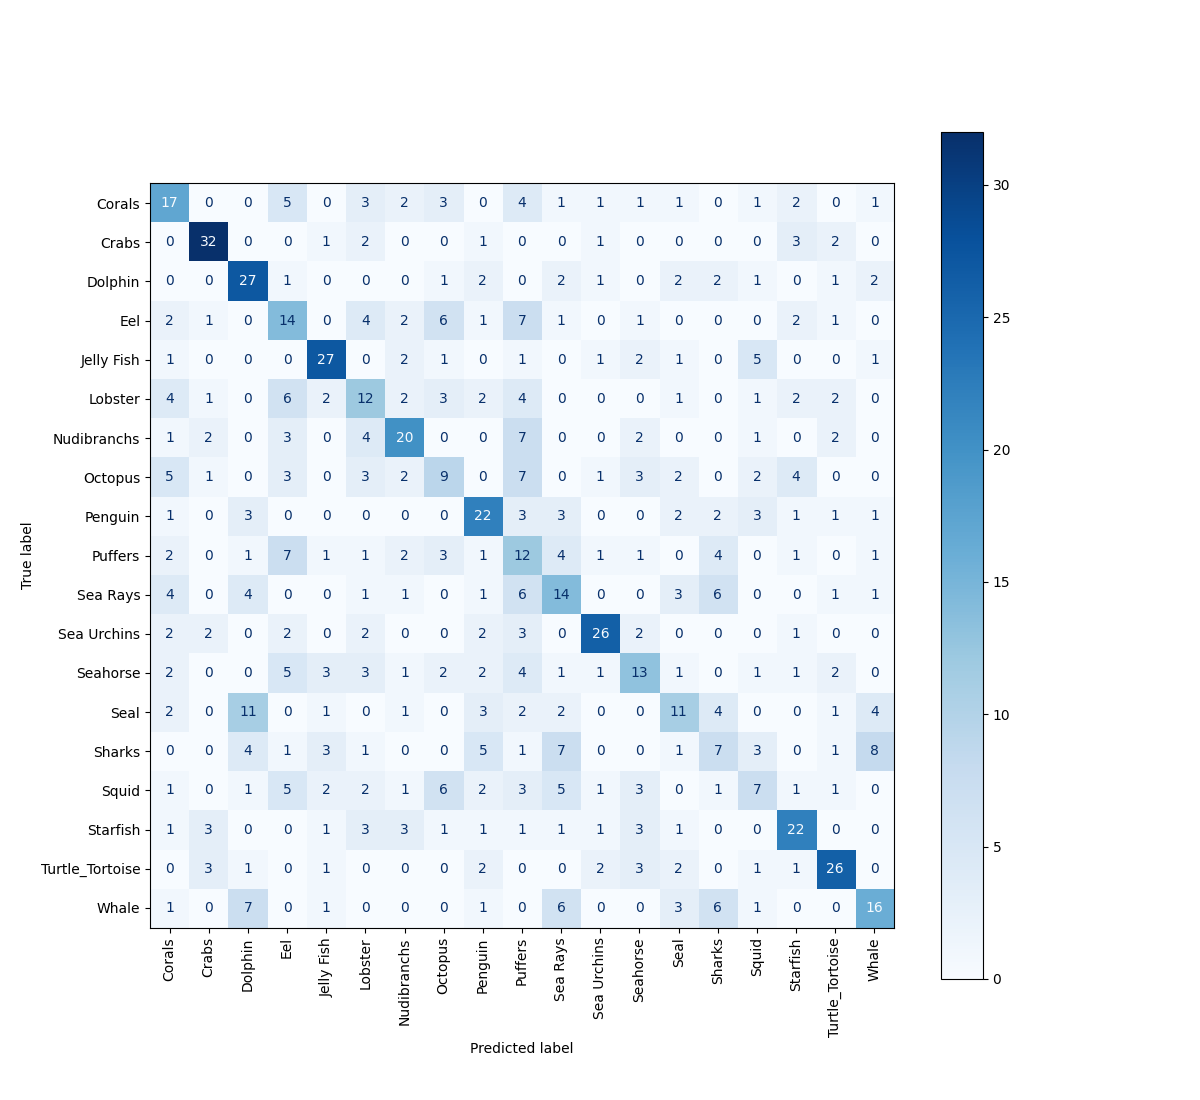 Corals 17 0 0 5 0 3 2 3 0 4 1 1 1 1 0 1 2 0 1
Crabs 0 32 0 0 1 2 0 0 1 0 0 1 0 0 0 0 3 2 0
Dolphin 0 0 27 1 0 0 0 1 2 0 2 1 0 2 2 1 0 1 2
Eel 2 1 0 14 0 4 2 6 1 7 1 0 1 0 0 0 2 1 0
Jelly Fish 1 0 0 0 27 0 2 1 0 1 0 1 2 1 0 5 0 0 1
Lobster 4 1 0 6 2 12 2 3 2 4 0 0 0 1 0 1 2 2 0
Nudibranchs 1 2 0 3 0 4 20 0 0 7 0 0 2 0 0 1 0 2 0
Octopus 5 1 0 3 0 3 2 9 0 7 0 1 3 2 0 2 4 0 0
Penguin 1 0 3 0 0 0 0 0 22 3 3 0 0 2 2 3 1 1 1
Puffers 2 0 1 7 1 1 2 3 1 12 4 1 1 0 4 0 1 0 1
Sea Rays 4 0 4 0 0 1 1 0 1 6 14 0 0 3 6 0 0 1 1
Sea Urchins 2 2 0 2 0 2 0 0 2 3 0 26 2 0 0 0 1 0 0
Seahorse 2 0 0 5 3 3 1 2 2 4 1 1 13 1 0 1 1 2 0
Seal 2 0 11 0 1 0 1 0 3 2 2 0 0 11 4 0 0 1 4
Sharks 0 0 4 1 3 1 0 0 5 1 7 0 0 1 7 3 0 1 8
Squid 1 0 1 5 2 2 1 6 2 3 5 1 3 0 1 7 1 1 0
Starfish 1 3 0 0 1 3 3 1 1 1 1 1 3 1 0 0 22 0 0
Turtle_Tortoise 0 3 1 0 1 0 0 0 2 0 0 2 3 2 0 1 1 26 0
Whale 1 0 7 0 1 0 0 0 1 0 6 0 0 3 6 1 0 0 16
True label
Corals Crabs Dolphin Eel Jelly Fish Lobster Nudibranchs Octopus Penguin Puffers Sea Rays Sea Urchins Seahorse Seal Sharks Squid Starfish Turtle_Tortoise Whale
Predicted label
30
25
20
15
10
5
0